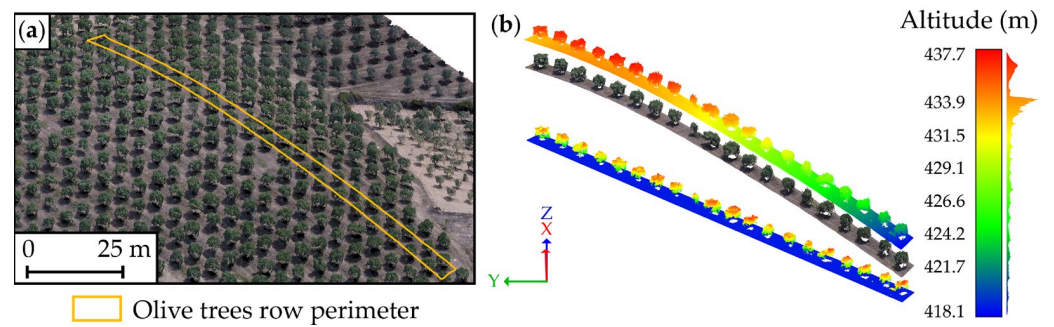 (a)
0 25 m
Olive trees row perimeter
(b)
Z
X
Y
Altitude (m)
437.7
433.9
431.5
429.1
426.6
424.2
421.7
418.1